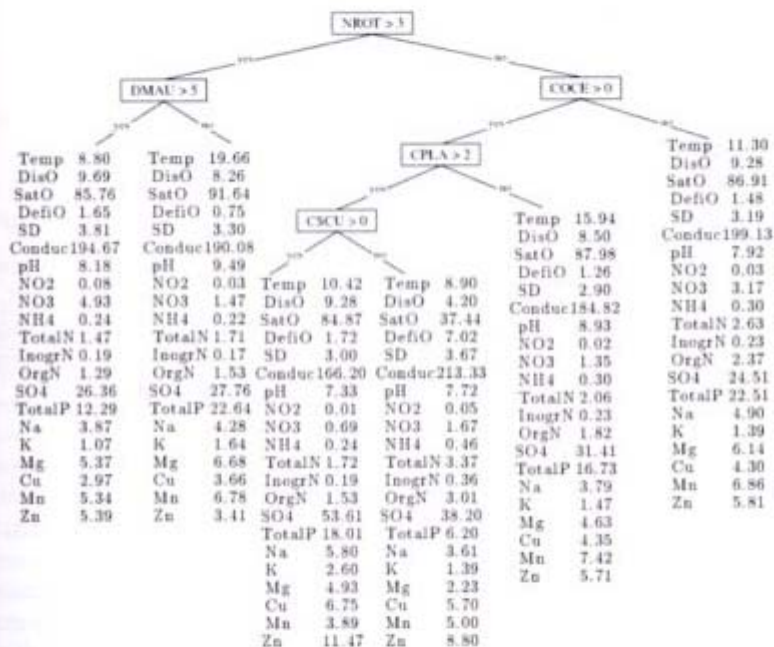 NROT > 3
yes
no
DMAU > 5
COCE > 0
yes
no
yes
no
CPLA > 2
yes
no
CSCU > 0
yes
no
Temp 8.80
DisO 9.69
SatO 85.76
DefiO 1.65
SD 3.81
Conduc194.67
pH 8.18
NO2 0.08
NO3 4.93
NH4 0.24
TotalN 1.47
InogrN 0.19
OrgN 1.29
SO4 26.36
TotalP 12.29
Na 3.87
K 1.07
Mg 5.37
Cu 2.97
Mn 5.34
Zn 5.39
Temp 19.66
DisO 8.26
SatO 91.64
DefiO 0.75
SD 3.30
Conduc190.08
pH 9.49
NO2 0.03
NO3 1.47
NH4 0.22
TotalN 1.71
InogrN 0.17
OrgN 1.53
SO4 27.76
TotalP 22.64
Na 4.28
K 1.64
Mg 6.68
Cu 3.66
Mn 6.78
Zn 3.41
Temp 10.42
DisO 9.28
SatO 84.87
DefiO 1.72
SD 3.00
Conduc166.20
pH 7.33
NO2 0.01
NO3 0.69
NH4 0.24
TotalN 1.72
InogrN 0.19
OrgN 1.53
SO4 53.61
TotalP 18.01
Na 5.80
K 2.60
Mg 4.93
Cu 6.75
Mn 3.89
Zn 11.47
Temp 8.90
DisO 4.20
SatO 37.44
DefiO 7.02
SD 3.67
Conduc213.33
pH 7.72
NO2 0.05
NO3 1.67
NH4 0.46
TotalN 3.37
InogrN 0.36
OrgN 3.01
SO4 38.20
TotalP 6.20
Na 3.61
K 1.39
Mg 2.23
Cu 5.70
Mn 5.00
Zn 8.80
Temp 15.94
DisO 8.50
SatO 87.98
DefiO 1.26
SD 2.90
Conduc184.82
pH 8.93
NO2 0.02
NO3 1.35
NH4 0.30
TotalN 2.06
InogrN 0.23
OrgN 1.82
SO4 31.41
TotalP 16.73
Na 3.79
K 1.47
Mg 4.63
Cu 4.35
Mn 7.42
Zn 5.71
Temp 11.30
DisO 9.28
SatO 86.91
DefiO 1.48
SD 3.19
Conduc199.13
pH 7.92
NO2 0.03
NO3 3.17
NH4 0.30
TotalN 2.63
InogrN 0.23
OrgN 2.37
SO4 24.51
TotalP 22.51
Na 4.90
K 1.39
Mg 6.14
Cu 4.30
Mn 6.86
Zn 5.81